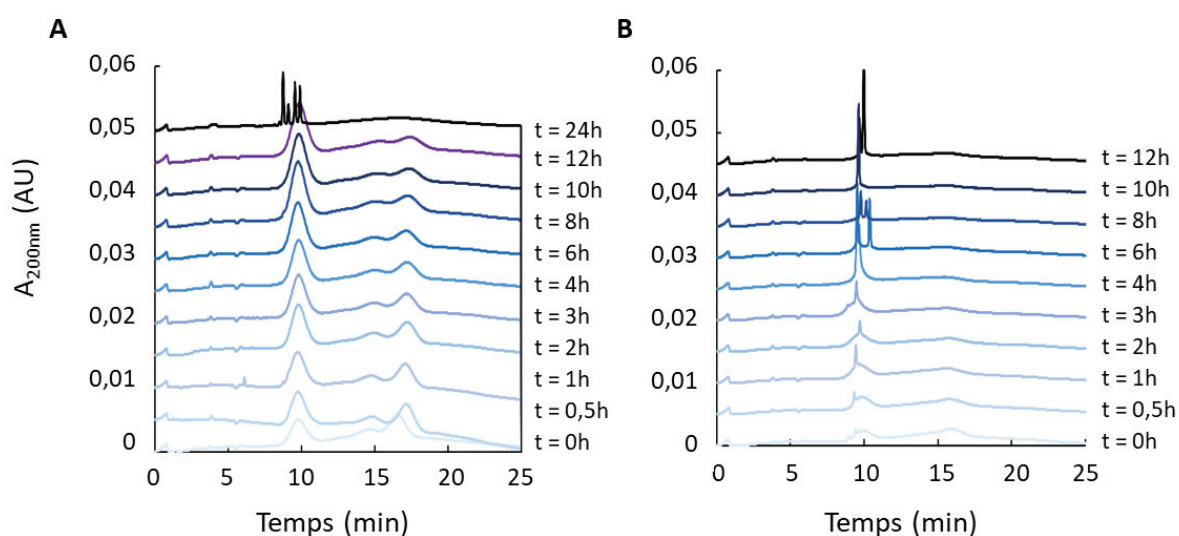 A
A200nm (AU)
0,06
0,05
0,04
0,03
0,02
0,01
0
t = 24h
t = 12h
t = 10h
t = 8h
t = 6h
t = 4h
t = 3h
t = 2h
t = 1h
t = 0,5h
t = 0h
0 5 10 15 20 25
Temps (min)
B
0,06
0,05
0,04
0,03
0,02
0,01
0
t = 12h
t = 10h
t = 8h
t = 6h
t = 4h
t = 3h
t = 2h
t = 1h
t = 0,5h
t = 0h
0 5 10 15 20 25
Temps (min)